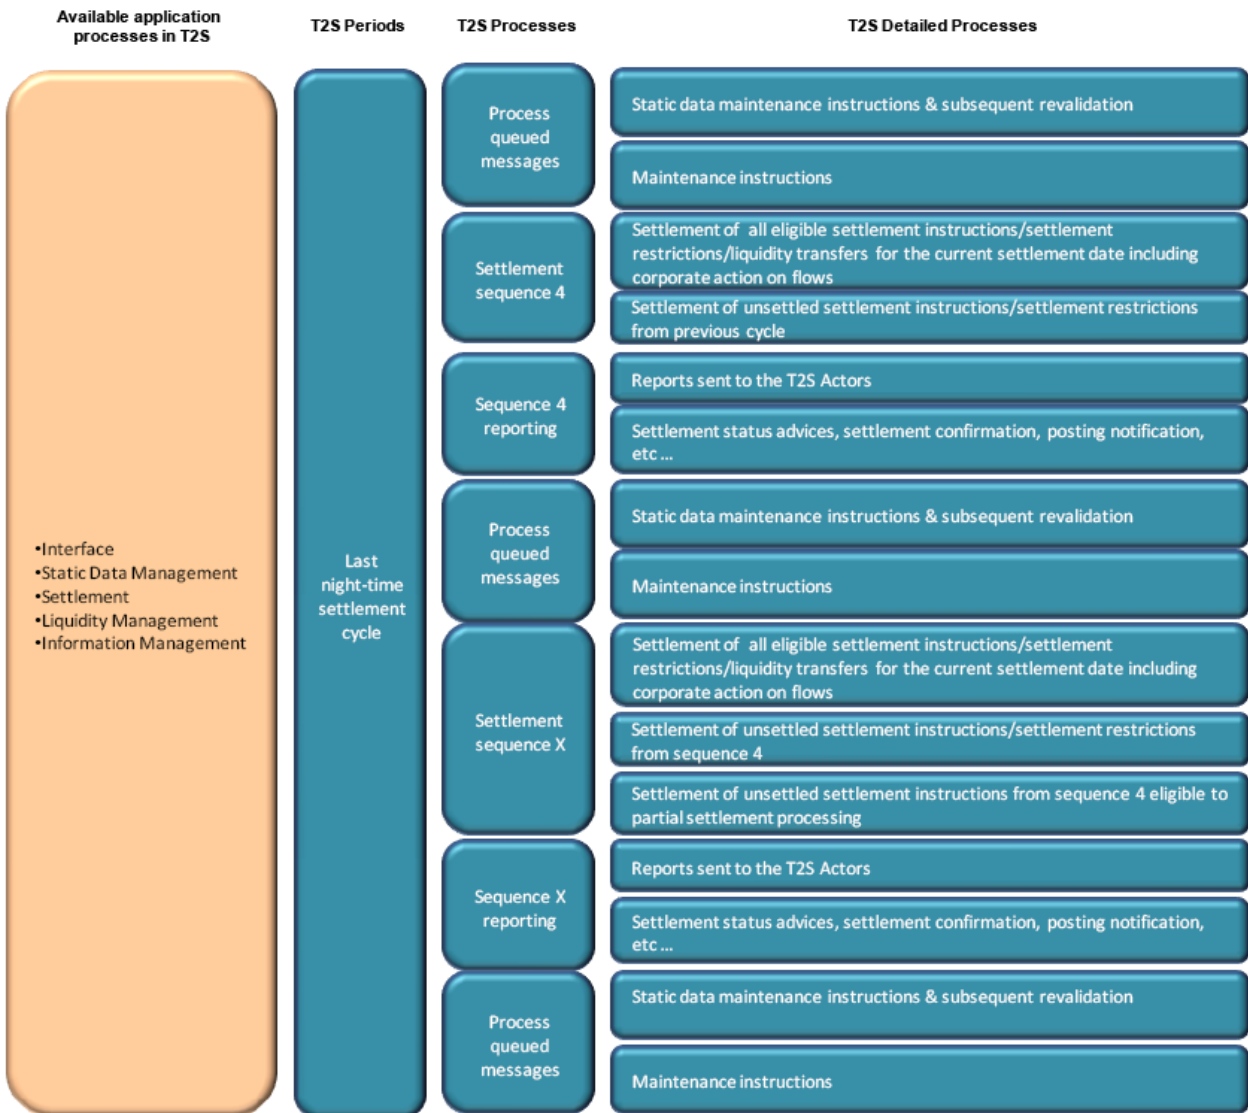 Available application
processes in T2S
T2S Periods
T2S Processes
T2S Detailed Processes
•Interface
•Static Data Management
•Settlement
•Liquidity Management
•Information Management
Last
night-time
settlement
cycle
Process
queued
messages
Static data maintenance instructions & subsequent revalidation
Maintenance instructions
Settlement
sequence 4
Settlement of all eligible settlement instructions/settlement
restrictions/liquidity transfers for the current settlement date including
corporate action on flows
Settlement of unsettled settlement instructions/settlement restrictions
from previous cycle
Sequence 4
reporting
Reports sent to the T2S Actors
Settlement status advices, settlement confirmation, posting notification,
etc ...
Process
queued
messages
Static data maintenance instructions & subsequent revalidation
Maintenance instructions
Settlement
sequence X
Settlement of all eligible settlement instructions/settlement
restrictions/liquidity transfers for the current settlement date including
corporate action on flows
Settlement of unsettled settlement instructions/settlement restrictions
from sequence 4
Settlement of unsettled settlement instructions from sequence 4 eligible to
partial settlement processing
Sequence X
reporting
Reports sent to the T2S Actors
Settlement status advices, settlement confirmation, posting notification,
etc ...
Process
queued
messages
Static data maintenance instructions & subsequent revalidation
Maintenance instructions